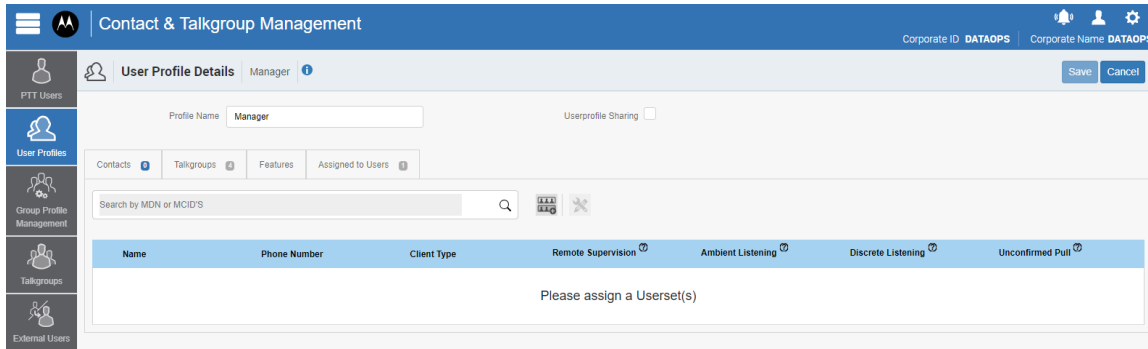 Contact & Talkgroup Management
Corporate ID DATAOPS Corporate Name DATAOPS
PTT Users
User Profile Details Manager
Save Cancel
User Profiles
Profile Name Manager Userprofile Sharing
Contacts 0 Talkgroups 4 Features Assigned to Users 1
Group Profile
Management
Search by MDN or MCID'S
Name Phone Number Client Type Remote Supervision ? Ambient Listening ? Discrete Listening ? Unconfirmed Pull ?
Talkgroups
Please assign a Userset(s)
External Users